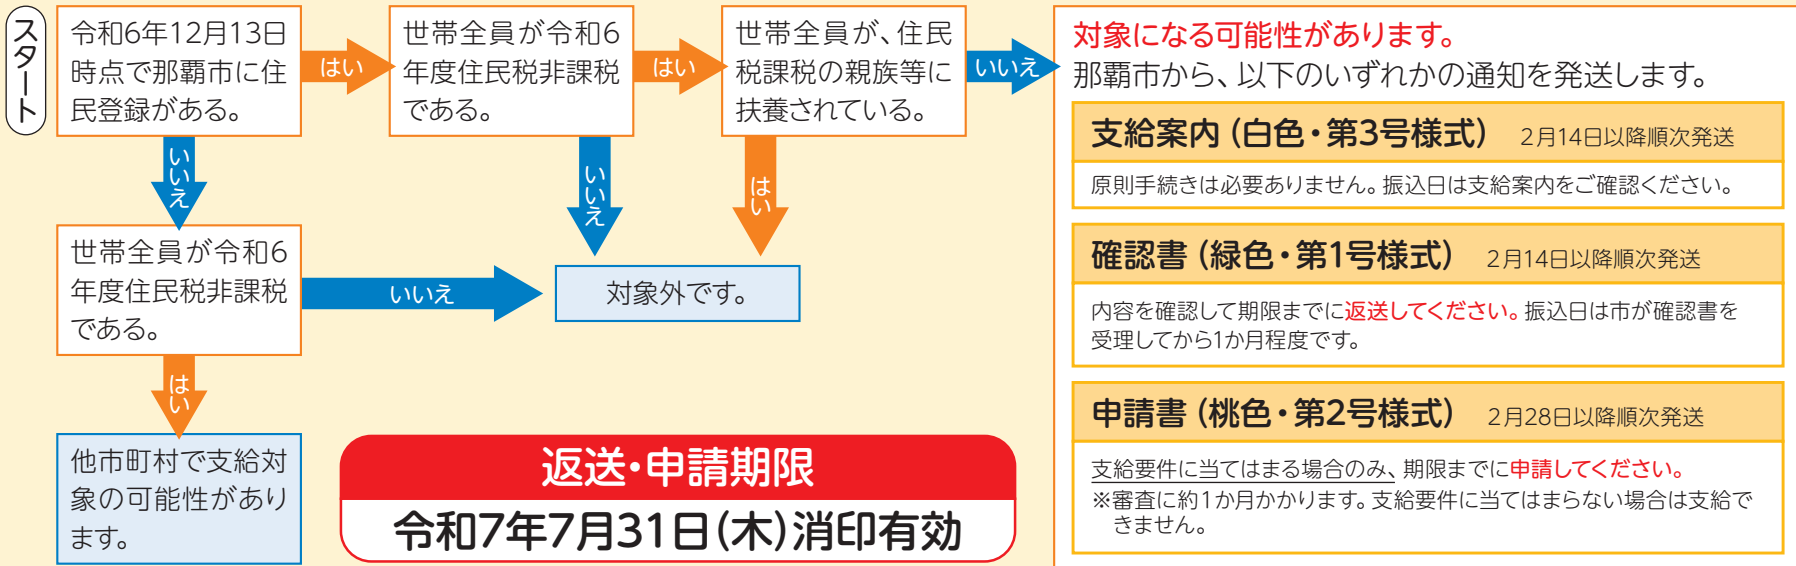 スタート
令和6年12月13日
時点で那覇市に住
民登録がある。
はい
世帯全員が令和6
年度住民税非課税
である。
はい
世帯全員が、住民
税課税の親族等に
扶養されている。
いいえ
いいえ
いいえ
はい
世帯全員が令和6
年度住民税非課税
である。
いいえ
対象外です。
はい
他市町村で支給対
象の可能性があり
ます。
返送・申請期限
令和7年7月31日(木)消印有効
対象になる可能性があります。
那覇市から、以下のいずれかの通知を発送します。
支給案内(白色・第3号様式) 2月14日以降順次発送
原則手続きは必要ありません。振込日は支給案内をご確認ください。
確認書(緑色・第1号様式) 2月14日以降順次発送
内容を確認して期限までに返送してください。振込日は市が確認書を
受理してから1か月程度です。
申請書(桃色・第2号様式) 2月28日以降順次発送
支給要件に当てはまる場合のみ、期限までに申請してください。
※審査に約1か月かかります。支給要件に当てはまらない場合は支給で
きません。